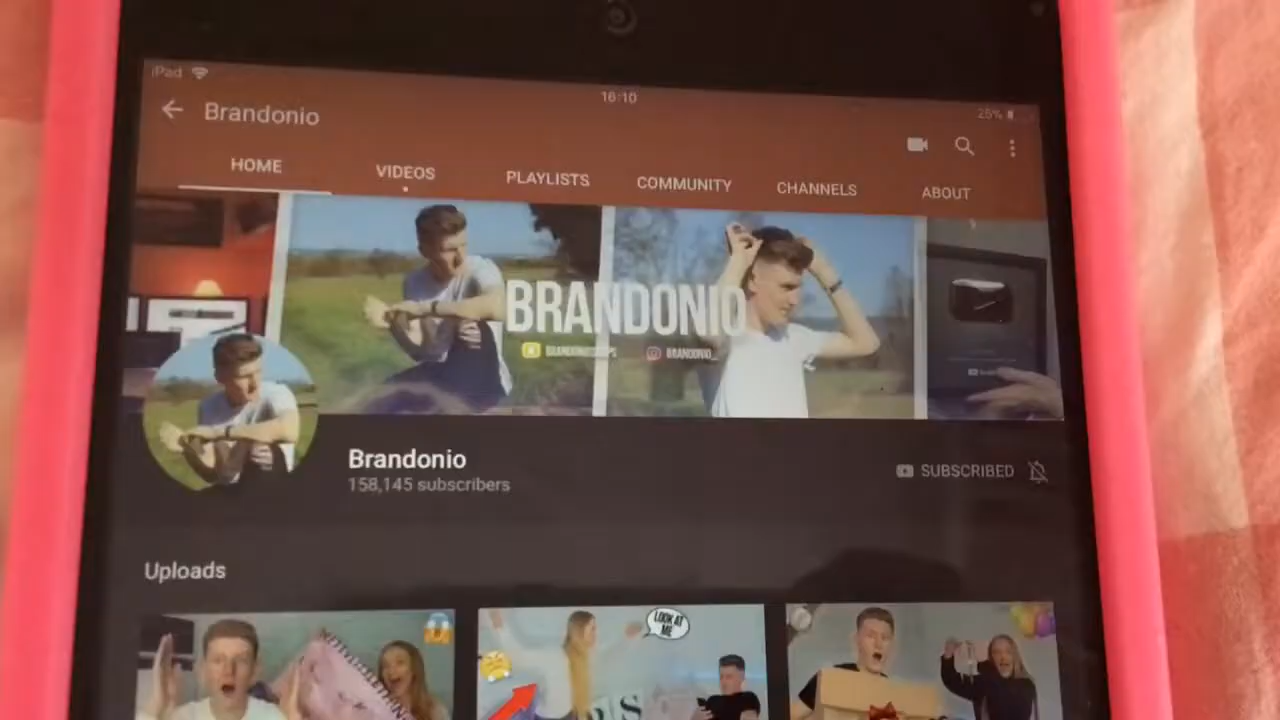 iPad
16:10
25%
Brandonio
HOME VIDEOS PLAYLISTS COMMUNITY CHANNELS ABOUT
BRANDONIO
BRANDONIO_
Brandonio
158,145 subscribers
SUBSCRIBED
Uploads
LOOK AT
ME